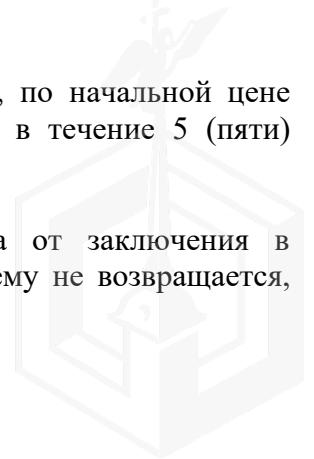 , по начальной цене
в течение 5 (пяти)
а от заключения в
ему не возвращается,